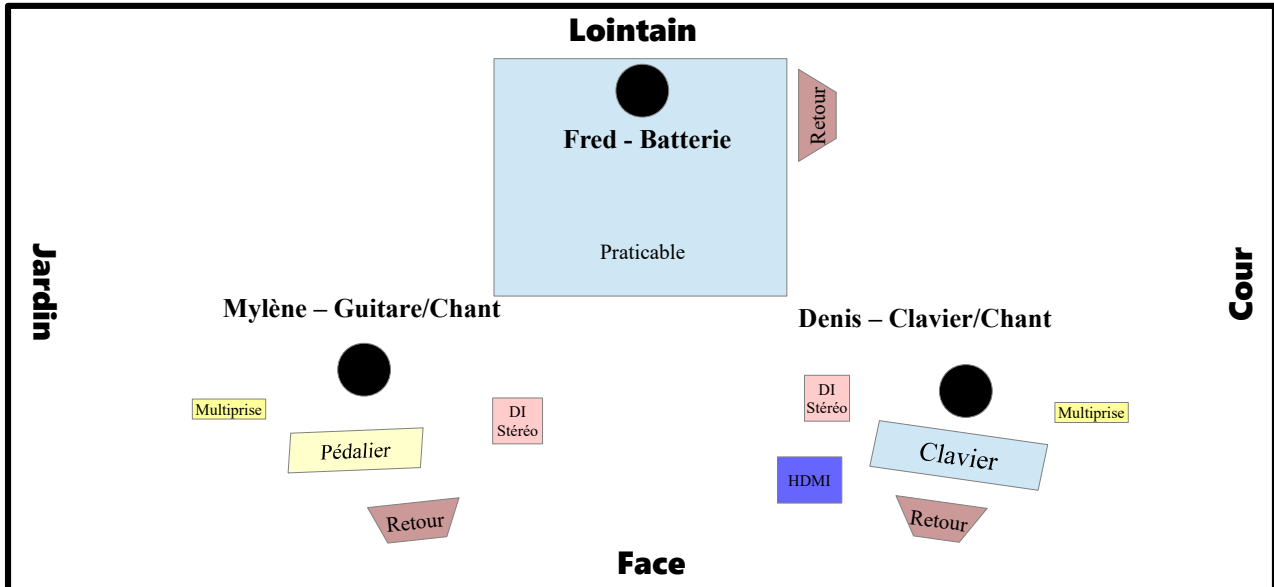 Lointain
Retour
Fred - Batterie
Praticable
Jardin
Cour
Mylène – Guitare/Chant
Denis – Clavier/Chant
Multiprise
DI
Stéréo
DI
Stéréo
Multiprise
Pédalier
Clavier
HDMI
Retour
Retour
Face